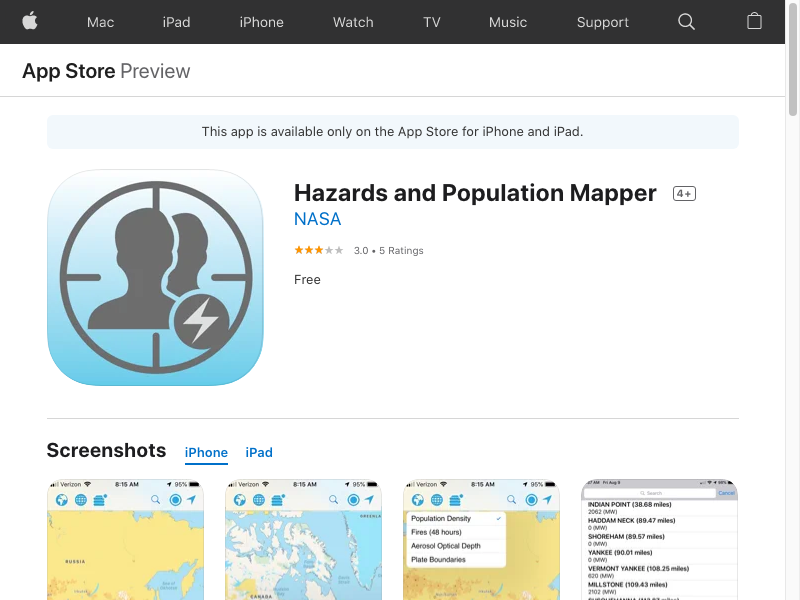 Mac iPad iPhone Watch TV Music Support
App Store Preview
This app is available only on the App Store for iPhone and iPad.
Hazards and Population Mapper 4+
NASA
3.0 • 5 Ratings
Free
Screenshots iPhone iPad
Verizon 8:15 AM 95%
RUSSIA
Verizon 8:15 AM 95%
CANADA
Verizon 8:15 AM 95%
Population Density
Fires (48 hours)
Aerosol Optical Depth
Plate Boundaries
Search Cancel
INDIAN POINT (38.68 miles)
2062 (MW)
HADDAM NECK (89.47 miles)
0 (MW)
SHOREHAM (89.57 miles)
0 (MW)
YANKEE (90.01 miles)
0 (MW)
VERMONT YANKEE (108.25 miles)
620 (MW)
MILLSTONE (109.43 miles)
2102 (MW)